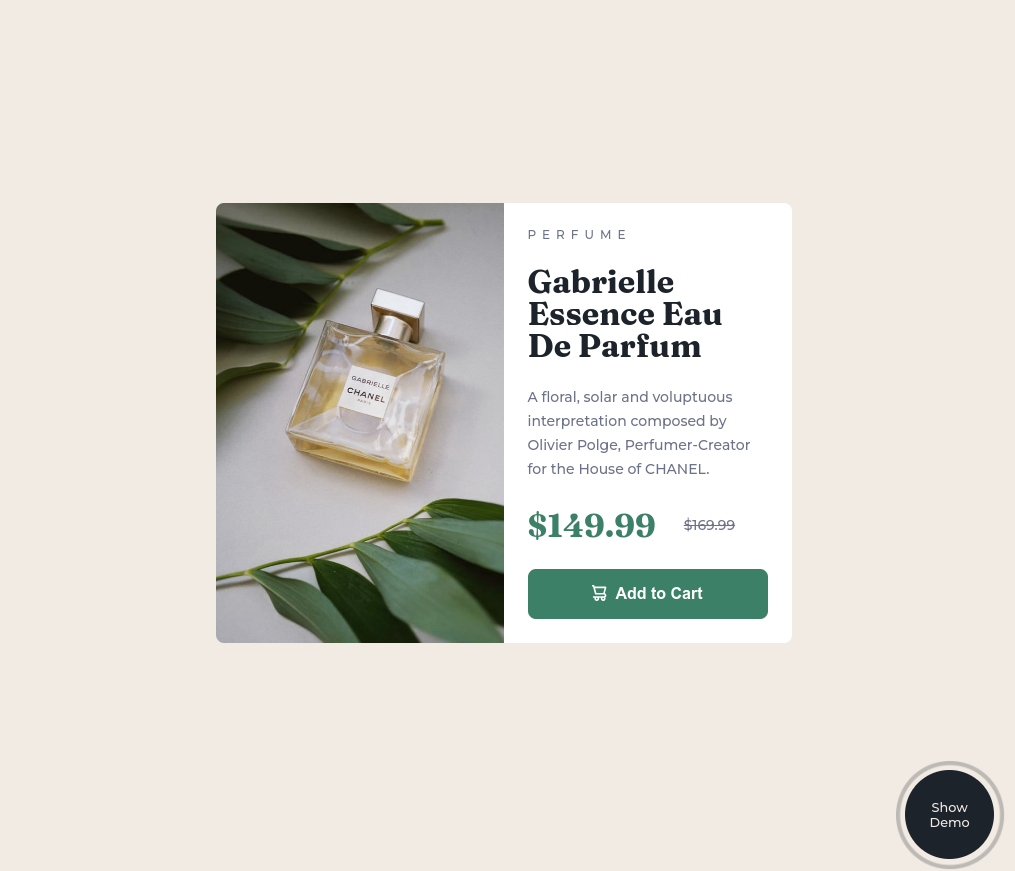 PERFUME
Gabrielle
Essence Eau
De Parfum
A floral, solar and voluptuous
interpretation composed by
Olivier Polge, Perfumer-Creator
for the House of CHANEL.
$149.99 $169.99
Add to Cart
GABRIELLE
CHANEL
PARIS
Show
Demo